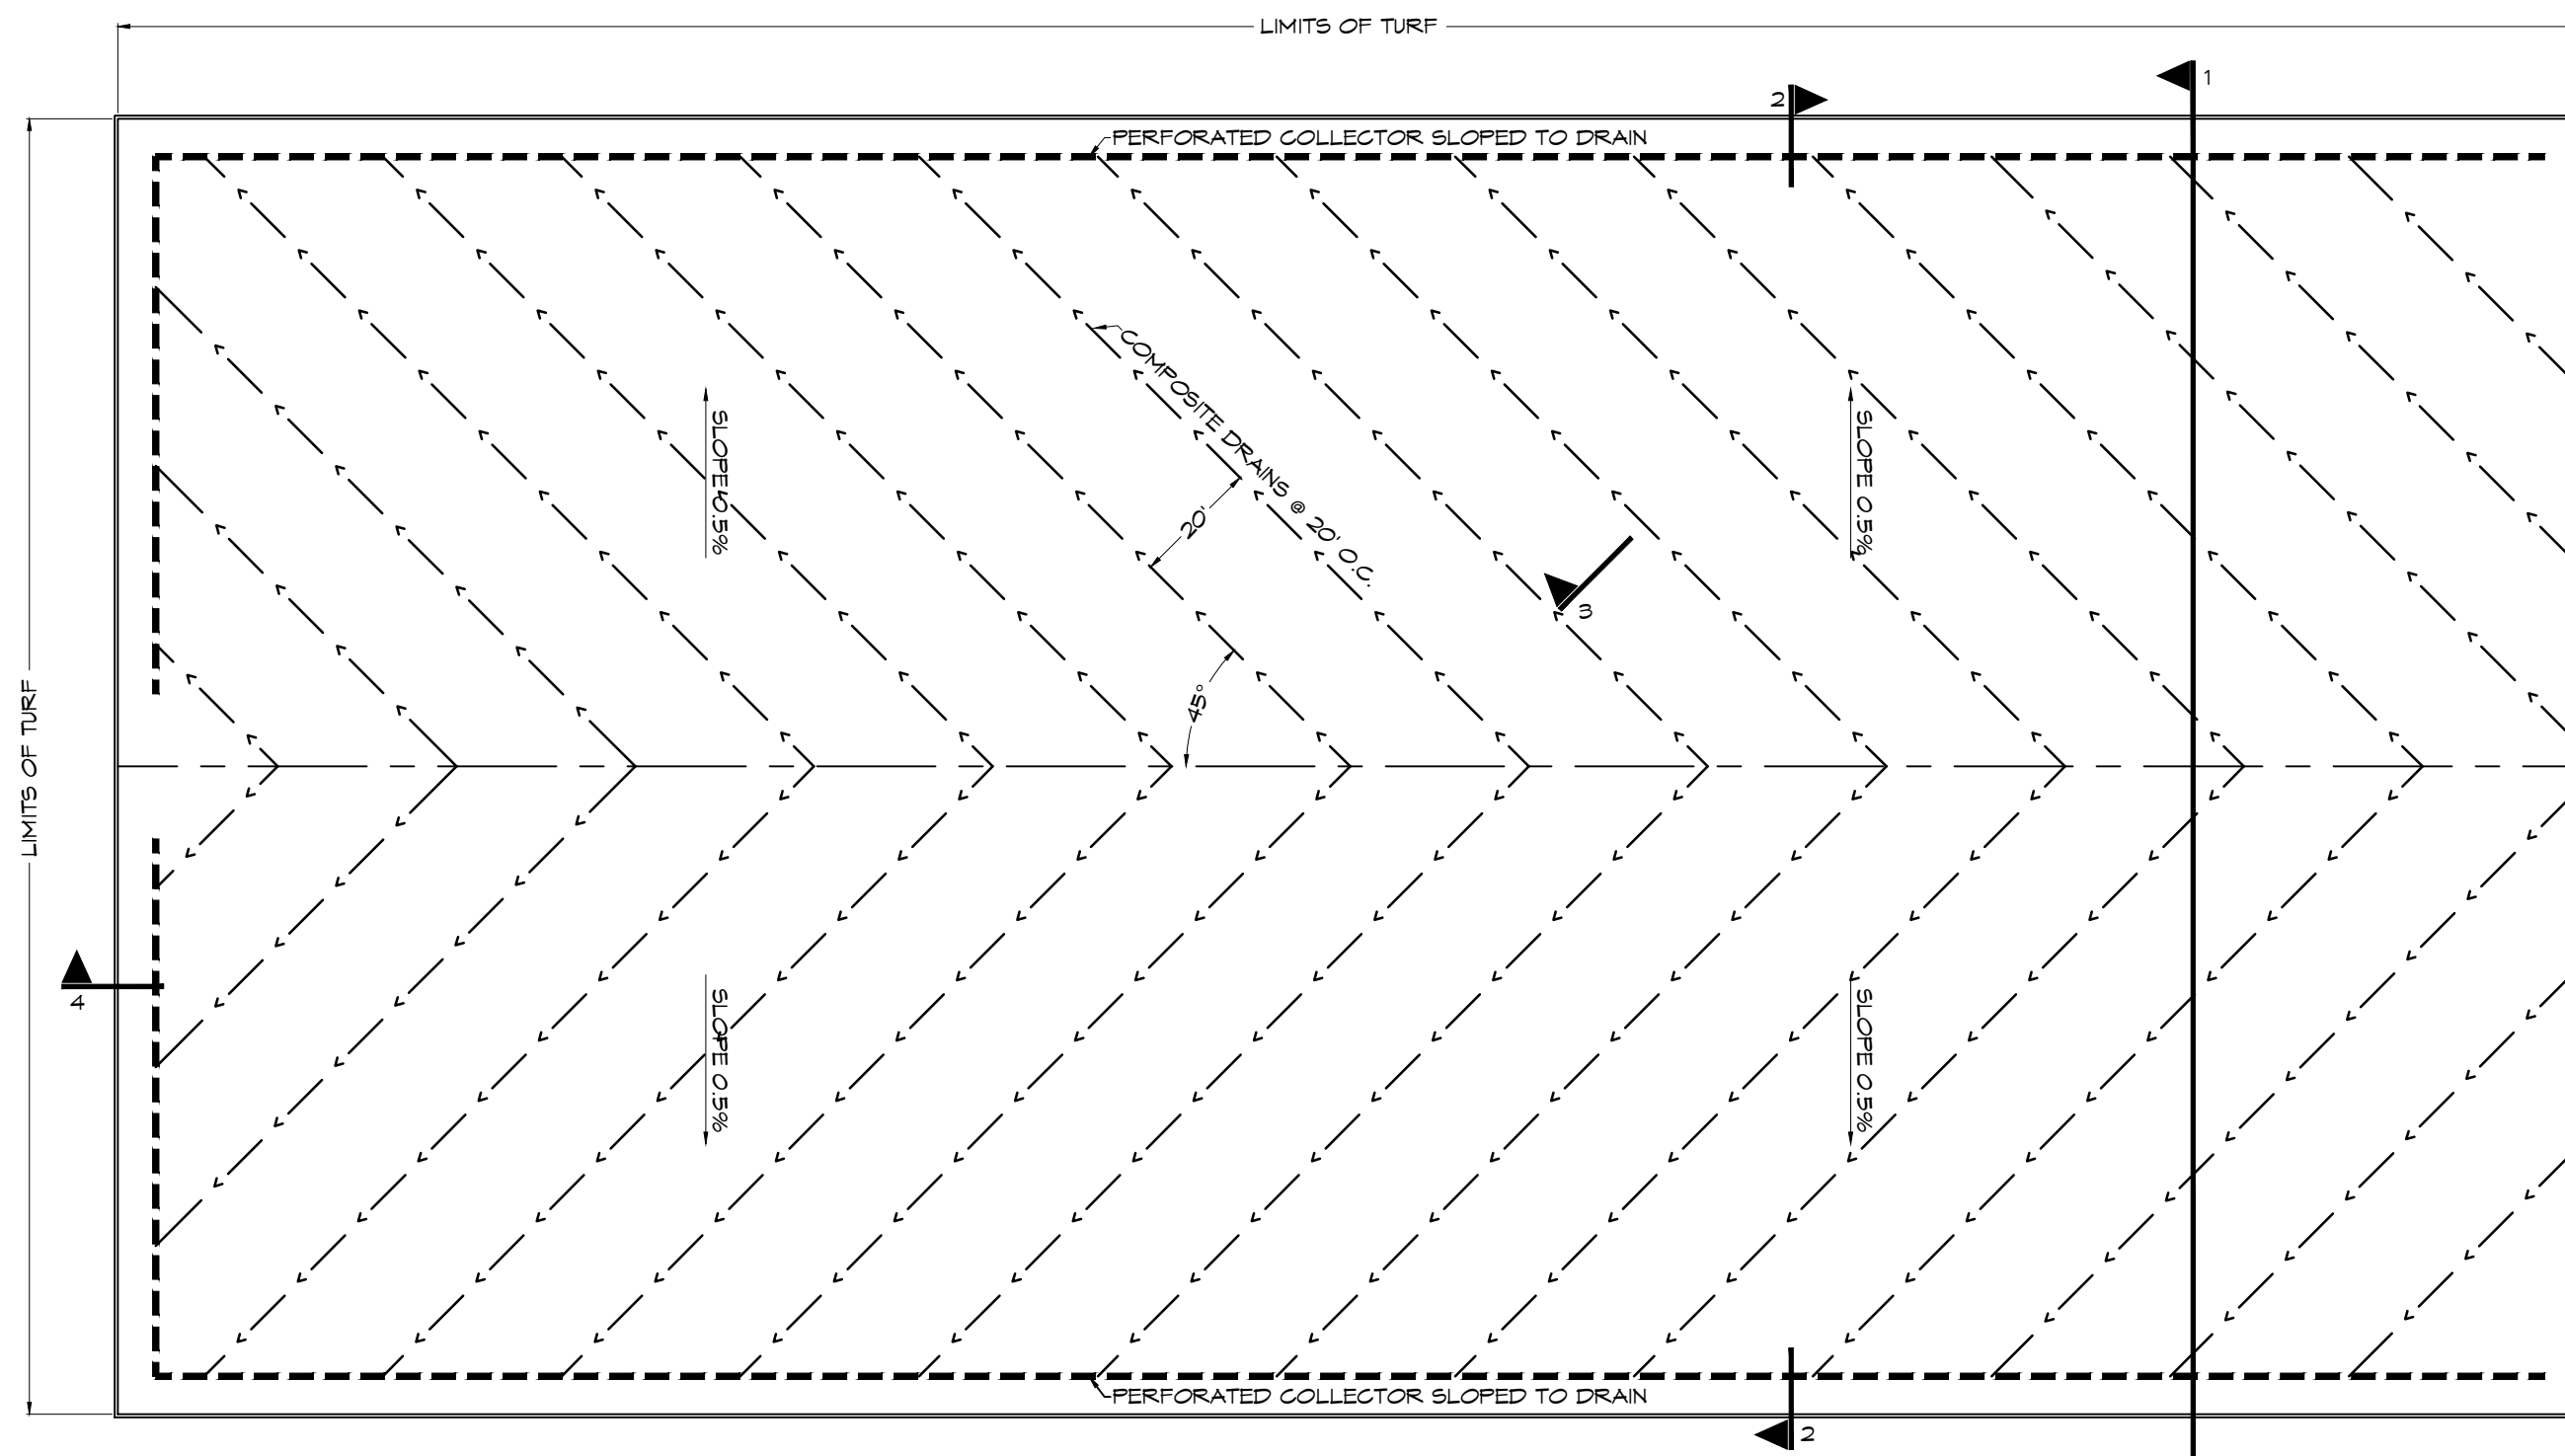 LIMITS OF TURF
1
2
PERFORATED COLLECTOR SLOPED TO DRAIN
COMPOSITE DRAINS @ 20' O.C.
SLOPE 0.5%
SLOPE 0.5%
20'
3
45°
LIMITS OF TURF
4
SLOPE 0.5%
SLOPE 0.5%
PERFORATED COLLECTOR SLOPED TO DRAIN
2